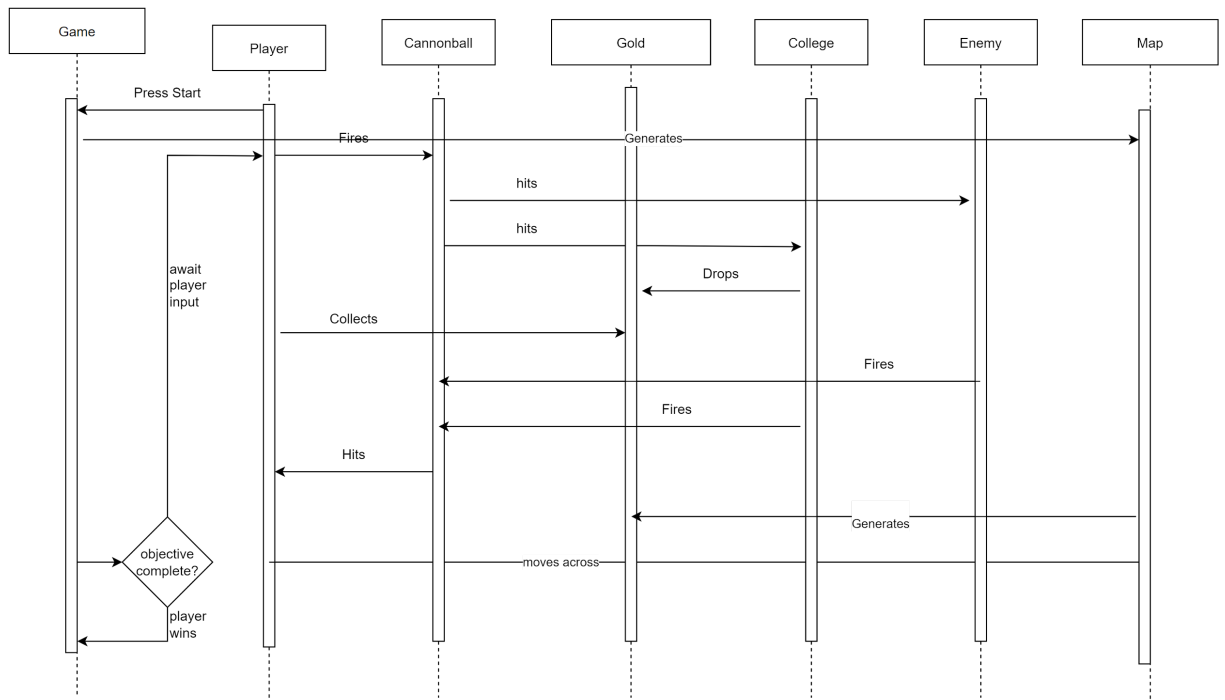 Game
Player
Cannonball
Gold
College
Enemy
Map
Press Start
Fires
Generates
hits
hits
await
player
input
Drops
Collects
Fires
Fires
Hits
Generates
objective
complete?
moves across
player
wins